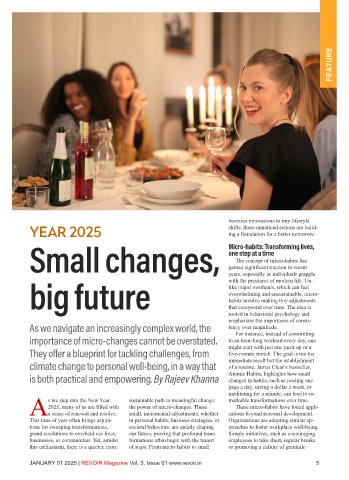 FEATURE
YEAR 2025
Small changes,
big future
As we navigate an increasingly complex world, the
importance of micro-changes cannot be overstated.
They offer a blueprint for tackling challenges, from
climate change to personal well-being, in a way that
is both practical and empowering. By Rajeev Khanna
As we step into the New Year
2025, many of us are filled with
a sense of renewal and resolve.
This time of year often brings aspira-
tions for sweeping transformations,
grand resolutions to overhaul our lives,
businesses, or communities. Yet, amidst
this enthusiasm, there is a quieter, more
sustainable path to meaningful change:
the power of micro-changes. These
small, incremental adjustments, whether
in personal habits, business strategies, or
societal behaviors, are quietly shaping
our future, proving that profound trans-
formations often begin with the tiniest
of steps. From micro-habits to small
business innovations to tiny lifestyle
shifts, these unnoticed actions are build-
ing a foundation for a better tomorrow.
Micro-habits: Transforming lives,
one step at a time
The concept of micro-habits has
gained significant traction in recent
years, especially as individuals grapple
with the pressures of modern life. Un-
like major overhauls, which can feel
overwhelming and unsustainable, micro-
habits involve making tiny adjustments
that compound over time. The idea is
rooted in behavioral psychology and
emphasizes the importance of consis-
tency over magnitude.
For instance, instead of committing
to an hour-long workout every day, one
might start with just one push-up or a
five-minute stretch. The goal is not the
immediate result but the establishment
of a routine. James Clear's bestseller,
Atomic Habits, highlights how small
changes in habits, such as reading one
page a day, saving a dollar a week, or
meditating for a minute, can lead to re-
markable transformations over time.
These micro-habits have found appli-
cations beyond personal development.
Organizations are adopting similar ap-
proaches to foster workplace well-being.
Simple initiatives, such as encouraging
employees to take short, regular breaks
or promoting a culture of gratitude
JANUARY 01 2025 | REVOIR Magazine Vol. 3, Issue 01 www.revoir.in
5